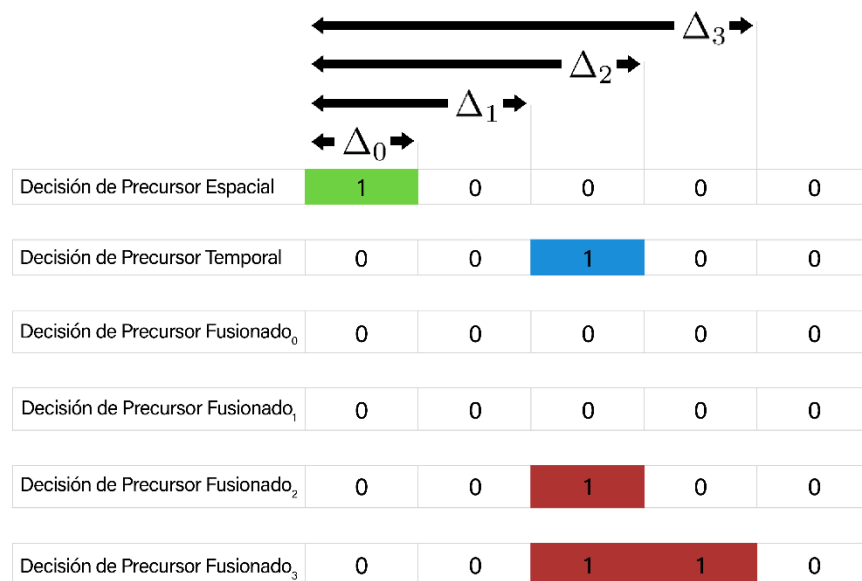 Δ₃
Δ₂
Δ₁
Δ₀
Decisión de Precursor Espacial 1 0 0 0 0
Decisión de Precursor Temporal 0 0 1 0 0
Decisión de Precursor Fusionado₀ 0 0 0 0 0
Decisión de Precursor Fusionado₁ 0 0 0 0 0
Decisión de Precursor Fusionado₂ 0 0 1 0 0
Decisión de Precursor Fusionado₃ 0 0 1 1 0